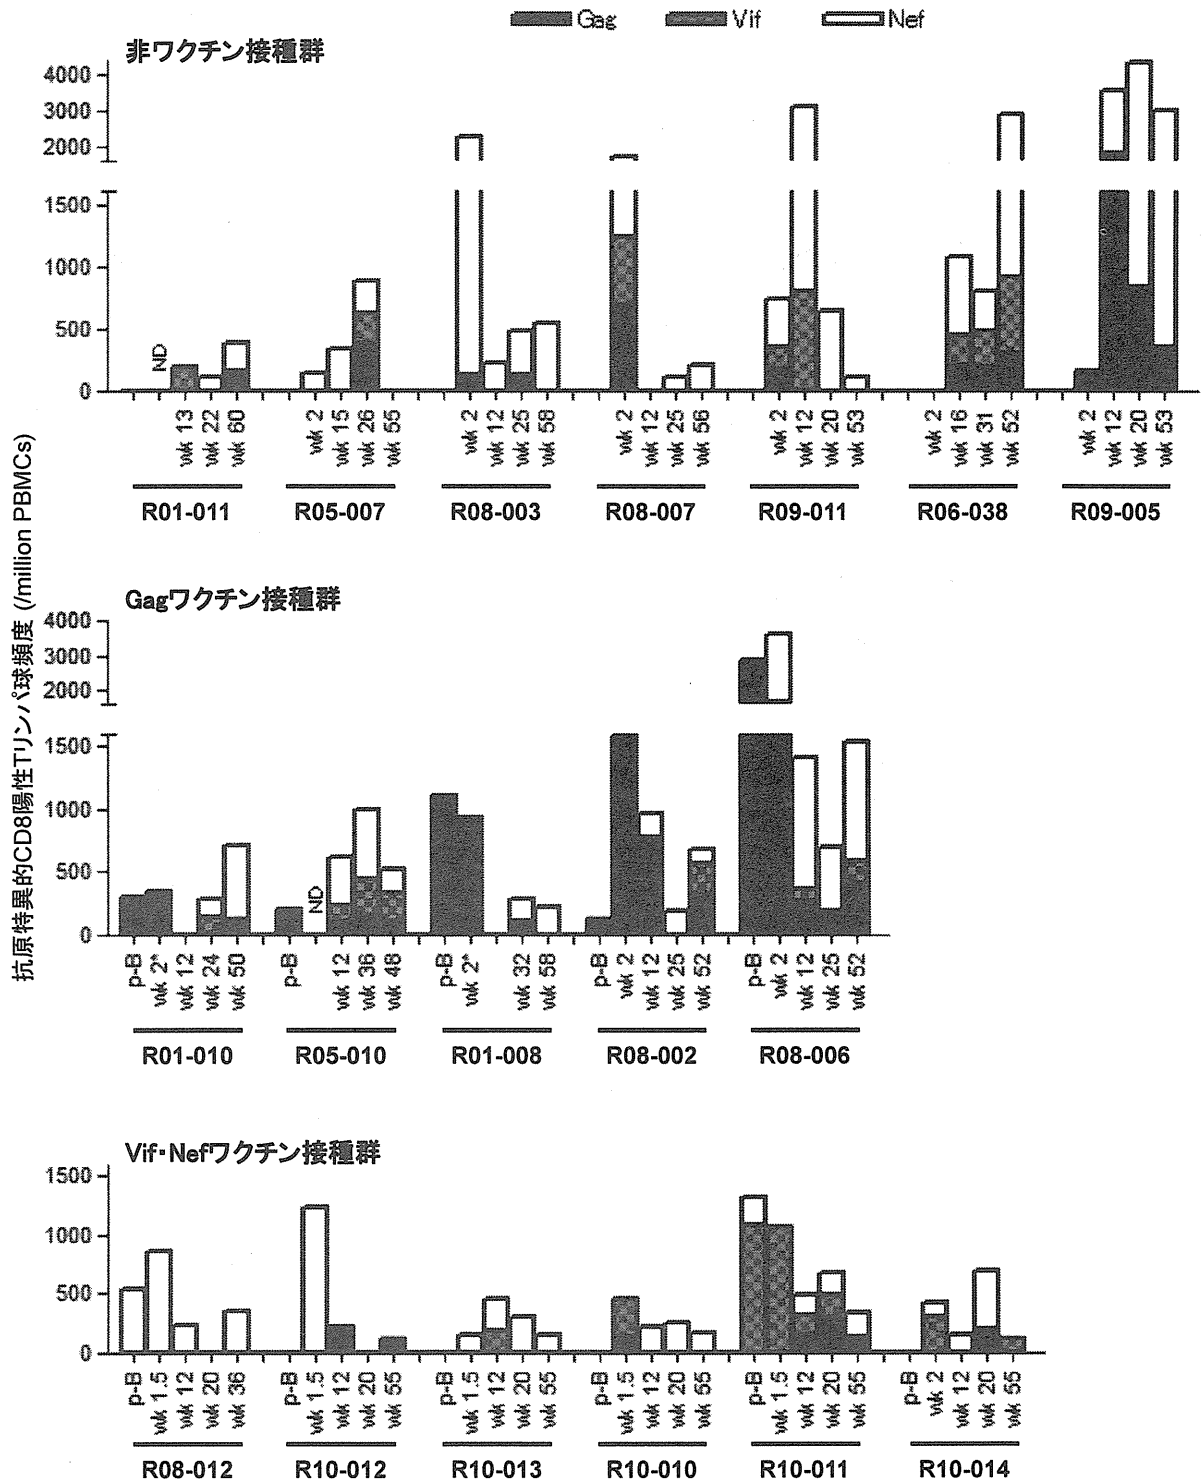 Gag Vif Nef
非ワクチン接種群
4000
3000
2000
1500
1000
500
0
ND
wk 13 wk 22 wk 60 wk 2 wk 15 wk 26 wk 55 wk 2 wk 12 wk 25 wk 58 wk 2 wk 12 wk 25 wk 56 wk 2 wk 12 wk 20 wk 53 wk 2 wk 16 wk 31 wk 52 wk 2 wk 12 wk 20 wk 53
R01-011 R05-007 R08-003 R08-007 R09-011 R06-038 R09-005
抗原特異的CD8陽性Tリンパ球頻度 (/million PBMCs)
Gagワクチン接種群
4000
3000
2000
1500
1000
500
0
ND
p-B wk 2* wk 12 wk 24 wk 50 p-B wk 12 wk 36 wk 48 p-B wk 2* wk 32 wk 58 p-B wk 2 wk 12 wk 25 wk 52 p-B wk 2 wk 12 wk 25 wk 52
R01-010 R05-010 R01-008 R08-002 R08-006
Vif・Nefワクチン接種群
1500
1000
500
0
p-B wk 1.5 wk 12 wk 20 wk 36 p-B wk 1.5 wk 12 wk 20 wk 55 p-B wk 1.5 wk 12 wk 20 wk 55 p-B wk 1.5 wk 12 wk 20 wk 55 p-B wk 1.5 wk 12 wk 20 wk 55 p-B wk 2 wk 12 wk 20 wk 55
R08-012 R10-012 R10-013 R10-010 R10-011 R10-014